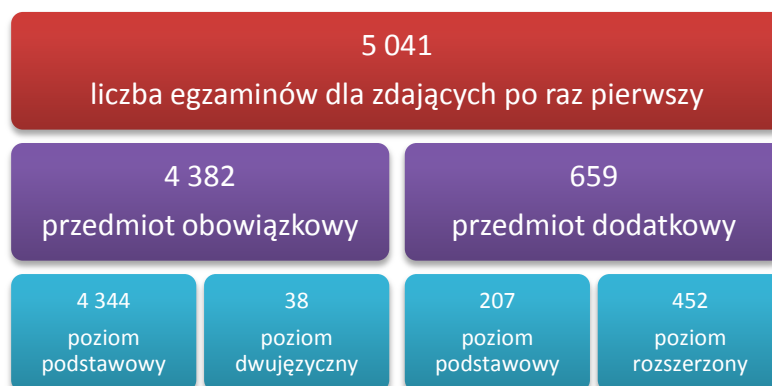 5 041
liczba egzaminów dla zdających po raz pierwszy
4 382
przedmiot obowiązkowy
659
przedmiot dodatkowy
4 344
poziom
podstawowy
38
poziom
dwujęzyczny
207
poziom
podstawowy
452
poziom
rozszerzony